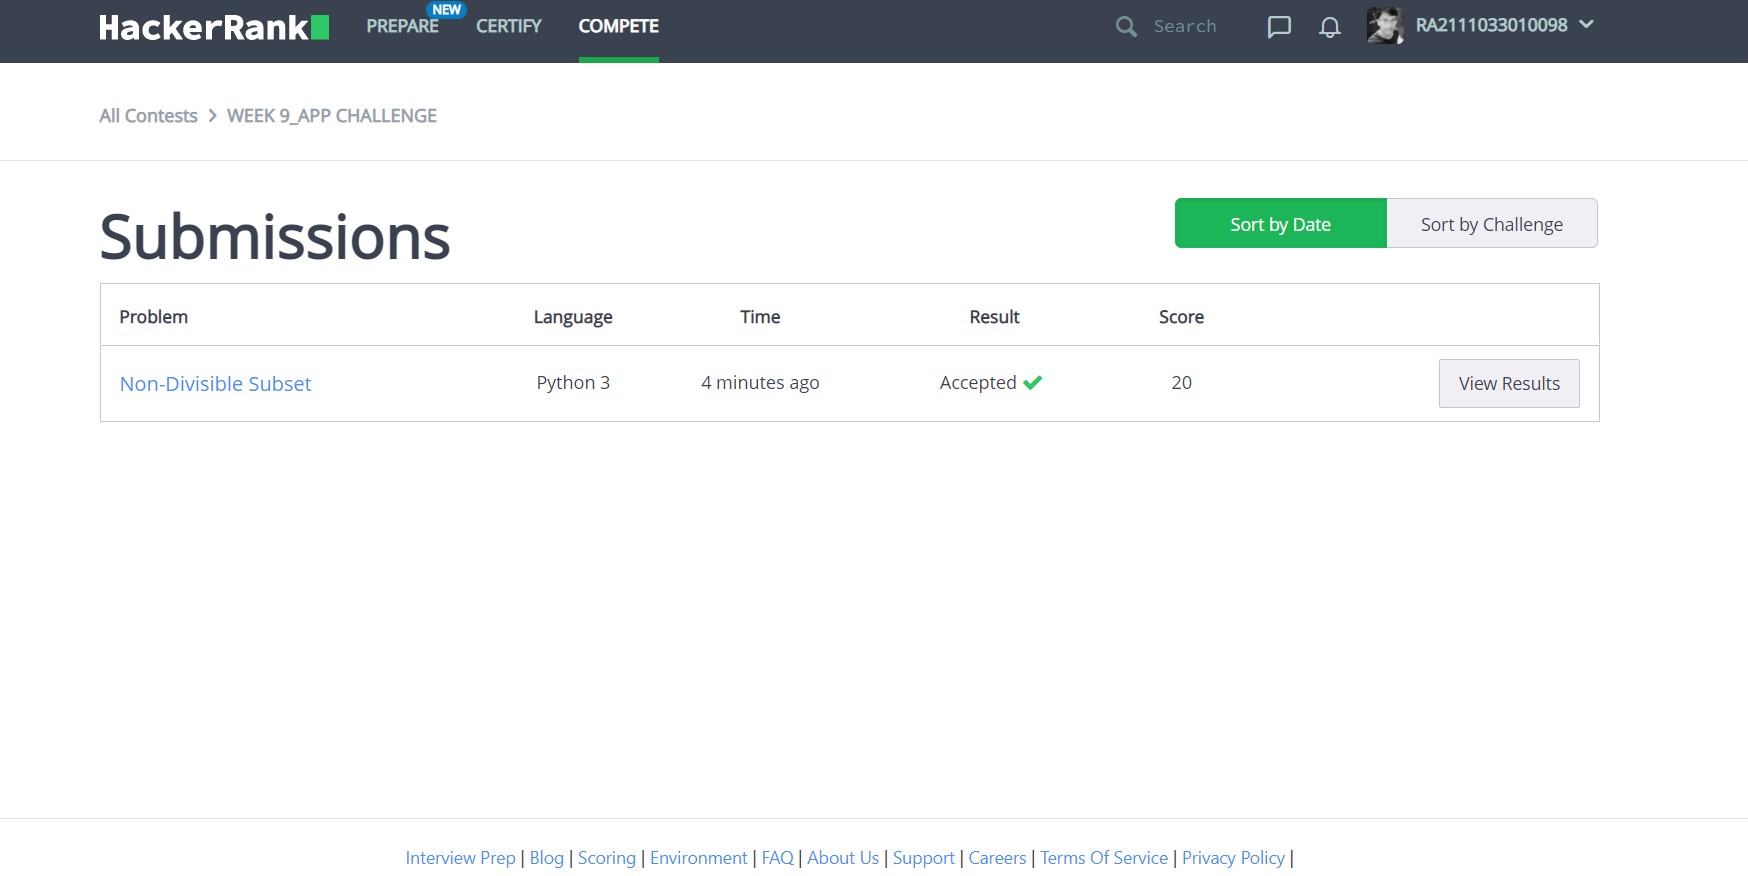 HackerRank PREPARE NEW CERTIFY COMPETE Search RA2111033010098
All Contests > WEEK 9_APP CHALLENGE
Submissions
Sort by Date Sort by Challenge
Problem Language Time Result Score
Non-Divisible Subset Python 3 4 minutes ago Accepted 20 View Results
Interview Prep | Blog | Scoring | Environment | FAQ | About Us | Support | Careers | Terms Of Service | Privacy Policy |